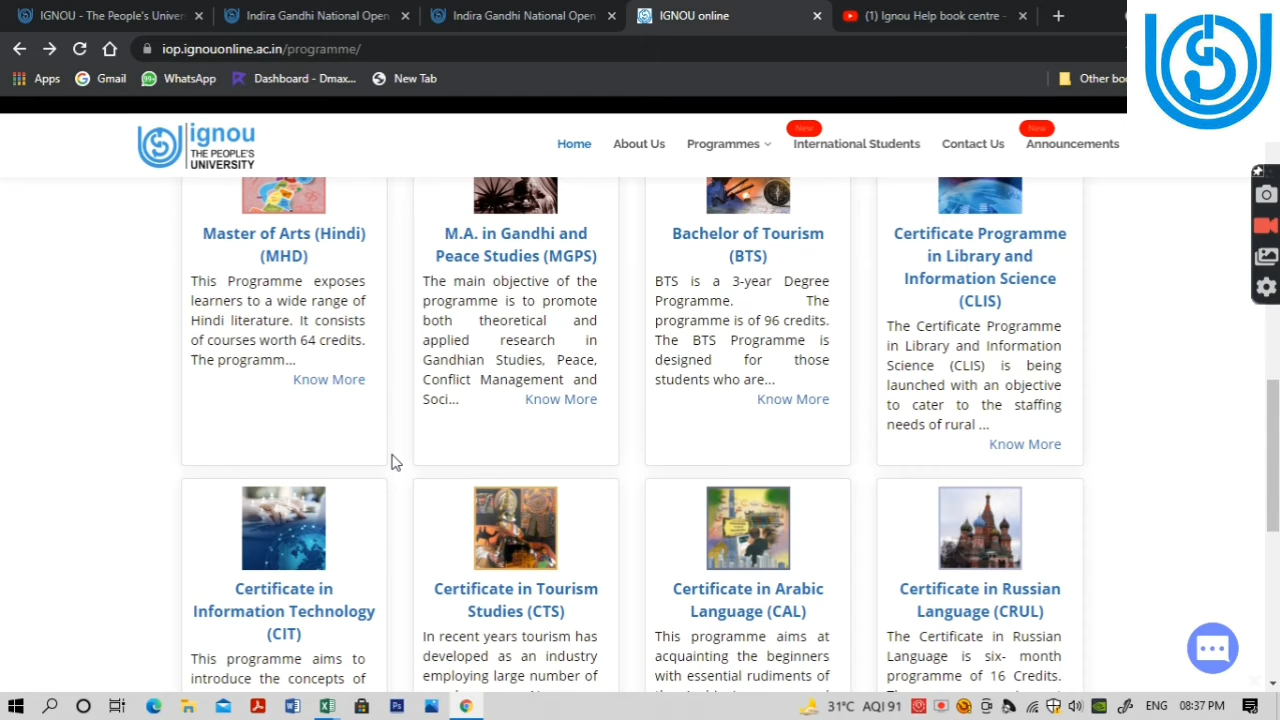 IGNOU - The People's Univer
Indira Gandhi National Open
Indira Gandhi National Open
IGNOU online
(1) Ignou Help book centre -
iop.ignouonline.ac.in/programme/
Apps
Gmail
WhatsApp
Dashboard - Dmax...
New Tab
Other bo
ignou
THE PEOPLE'S
UNIVERSITY
Home
About Us
Programmes
New
International Students
Contact Us
New
Announcements
Master of Arts (Hindi)
(MHD)
This Programme exposes
learners to a wide range of
Hindi literature. It consists
of courses worth 64 credits.
The programm...
Know More
M.A. in Gandhi and
Peace Studies (MGPS)
The main objective of the
programme is to promote
both theoretical and
applied research in
Gandhian Studies, Peace,
Conflict Management and
Soci... Know More
Bachelor of Tourism
(BTS)
BTS is a 3-year Degree
Programme. The
programme is of 96 credits.
The BTS Programme is
designed for those
students who are...
Know More
Certificate Programme
in Library and
Information Science
(CLIS)
The Certificate Programme
in Library and Information
Science (CLIS) is being
launched with an objective
to cater to the staffing
needs of rural ...
Know More
Certificate in
Information Technology
(CIT)
This programme aims to
introduce the concepts of
Certificate in Tourism
Studies (CTS)
In recent years tourism has
developed as an industry
employing large number of
Certificate in Arabic
Language (CAL)
This programme aims at
acquainting the beginners
with essential rudiments of
Certificate in Russian
Language (CRUL)
The Certificate in Russian
Language is six- month
programme of 16 Credits.
31°C AQI 91
ENG
08:37 PM